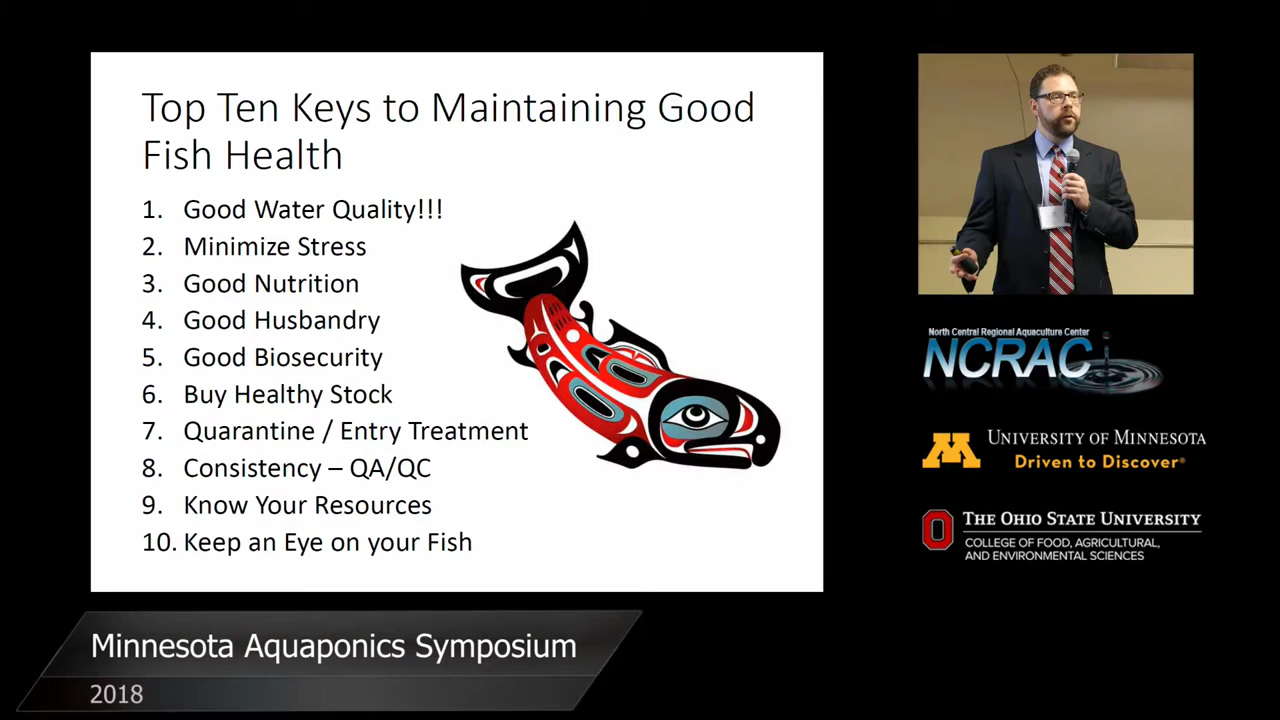 Top Ten Keys to Maintaining Good
Fish Health
1. Good Water Quality!!!
2. Minimize Stress
3. Good Nutrition
4. Good Husbandry
5. Good Biosecurity
6. Buy Healthy Stock
7. Quarantine / Entry Treatment
8. Consistency – QA/QC
9. Know Your Resources
10. Keep an Eye on your Fish
North Central Regional Aquaculture Center
NCRAC
UNIVERSITY OF MINNESOTA
Driven to Discover®
THE OHIO STATE UNIVERSITY
COLLEGE OF FOOD, AGRICULTURAL,
AND ENVIRONMENTAL SCIENCES
Minnesota Aquaponics Symposium
2018